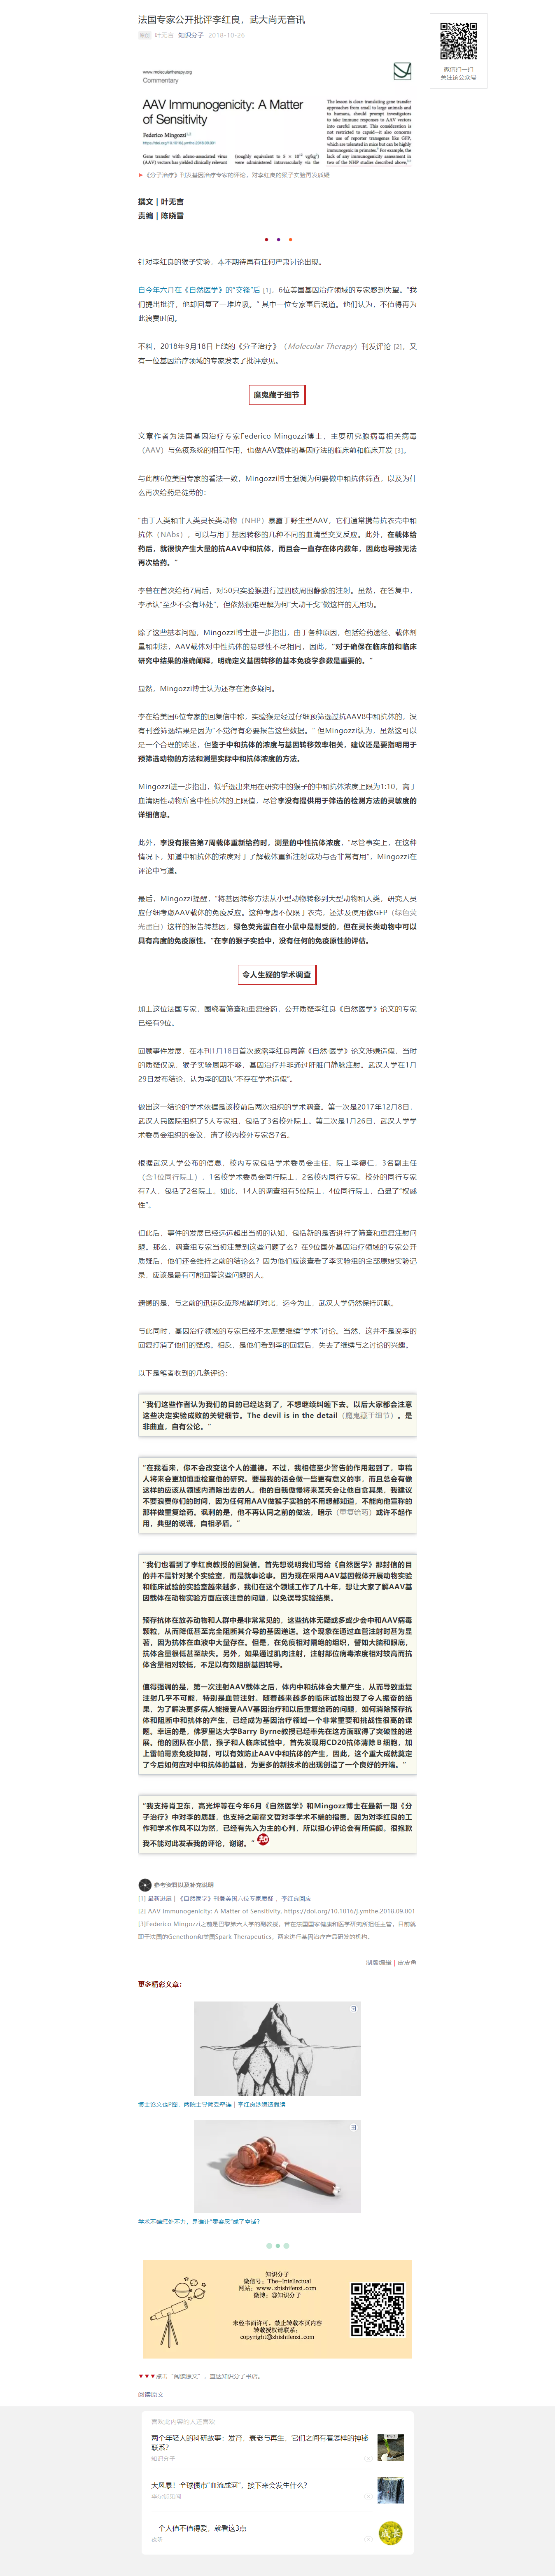 法国专家公开批评李红良，武大尚无音讯
原创 叶无言 知识分子 2018-10-26
微信扫一扫
关注该公众号
www.moleculartherapy.org
Commentary
AAV Immunogenicity: A Matter
of Sensitivity
Federico Mingozzi1,2
https://doi.org/10.1016/j.ymthe.2018.09.001
Gene transfer with adeno-associated virus
(AAV) vectors has yielded clinically relevant
(roughly equivalent to 5 × 10¹³ vg/kg)
were administered intravascularly via the
The lesson is clear: translating gene transfer
approaches from small to large animals and
to humans, should prompt investigators
to take immune responses to AAV vectors
into careful account. This consideration is
not restricted to capsid—it also concerns
the use of reporter transgenes like GFP,
which are tolerated in mice but can be highly
immunogenic in primates. For example, the
lack of any immunogenicity assessment in
▶《分子治疗》刊发基因治疗专家的评论，对李红良的猴子实验再发质疑
撰文 | 叶无言
责编 | 陈晓雪
针对李红良的猴子实验，本不期待再有任何严肃讨论出现。
自今年六月在《自然医学》的“交锋”后 [1]，6位美国基因治疗领域的专家感到失望。“我
们提出批评，他却回复了一堆垃圾。” 其中一位专家事后说道。他们认为，不值得再为
此浪费时间。
不料，2018年9月18日上线的《分子治疗》（Molecular Therapy）刊发评论 [2]，又
有一位基因治疗领域的专家发表了批评意见。
魔鬼藏于细节
文章作者为法国基因治疗专家Federico Mingozzi博士，主要研究腺病毒相关病毒
（AAV）与免疫系统的相互作用，也做AAV载体的基因疗法的临床前和临床开发 [3]。
与此前6位美国专家的看法一致，Mingozzi博士强调为何要做中和抗体筛查，以及为什
么再次给药是徒劳的：
“由于人类和非人类灵长类动物（NHP）暴露于野生型AAV，它们通常携带抗衣壳中和
抗体（NAbs），可以与用于基因转移的几种不同的血清型交叉反应。此外，在载体给
药后，就很快产生大量的抗AAV中和抗体，而且会一直存在体内数年，因此也导致无法
再次给药。”
李曾在首次给药7周后，对50只实验猴进行过四肢周围静脉的注射。虽然，在答复中，
李承认“至少不会有坏处”，但依然很难理解为何“大动干戈”做这样的无用功。
除了这些基本问题，Mingozzi博士进一步指出，由于各种原因，包括给药途径、载体剂
量和制法，AAV载体对中性抗体的易感性不尽相同，因此，“对于确保在临床前和临床
研究中结果的准确阐释，明确定义基因转移的基本免疫学参数是重要的。”
显然，Mingozzi博士认为还存在诸多疑问。
李在给美国6位专家的回复信中称，实验猴是经过仔细预筛选过抗AAV8中和抗体的，没
有刊登筛选结果是因为“不觉得有必要报告这些数显。” 但Mingozzi认为，虽然这可以
是一个合理的陈述，但鉴于中和抗体的浓度与基因转移效率相关，建议还是要指明用于
预筛选动物的方法和测量实际中和抗体浓度的方法。
Mingozzi进一步指出，似乎选出来用在研究中的猴子的中和抗体浓度上限为1:10，高于
血清阴性动物所含中性抗体的上限值，尽管李没有提供用于筛选的检测方法的灵敏度的
详细信息。
此外，李没有报告第7周载体重新给药时，测量的中性抗体浓度，“尽管事实上，在这种
情况下，知道中和抗体的浓度对于了解载体重新注射成功与否非常有用”，Mingozzi在
评论中写道。
最后，Mingozzi提醒，“将基因转移方法从小型动物转移到大型动物和人类，研究人员
应仔细考虑AAV载体的免疫反应。这种考虑不仅限于衣壳，还涉及使用像GFP（绿色荧
光蛋白）这样的报告转基因，绿色荧光蛋白在小鼠中是耐受的，但在灵长类动物中可以
具有高度的免疫原性。”在李的猴子实验中，没有任何的免疫原性的评估。
令人生疑的学术调查
加上这位法国专家，围绕着筛查和重复给药，公开质疑李红良《自然医学》论文的专家
已经有9位。
回顾事件发展，在本刊1月18日首次披露李红良两篇《自然·医学》论文涉嫌造假，当时
的质疑仅说，猴子实验周期不够，基因治疗并非通过肝脏门静脉注射。武汉大学在1月
29日发布结论，认为李的团队“不存在学术造假”。
做出这一结论的学术依据是该校前后两次组织的学术调查。第一次是2017年12月8日，
武汉人民医院组织了5人专家组，包括了3名校外院士。第二次是1月26日，武汉大学学
术委员会组织的会议，请了校内校外专家各7名。
根据武汉大学公布的信息，校内专家包括学术委员会主任、院士李德仁，3名副主任
（含1位同行院士），1名校学术委员会同行院士，2名校内同行专家。校外的同行专家
有7人，包括了2名院士。如此，14人的调查组有5位院士，4位同行院士，凸显了“权威
性”。
但此后，事件的发展已经远远超出当初的认知，包括新的是否进行了筛查和重复注射问
题。那么，调查组专家当初注意到这些问题了么？在9位国外基因治疗领域的专家公开
质疑后，他们还会维持之前的结论么？因为他们应该查看了李实验组的全部原始实验记
录，应该是最有可能回答这些问题的人。
遗憾的是，与之前的迅速反应形成鲜明对比，迄今为止，武汉大学仍然保持沉默。
与此同时，基因治疗领域的专家已经不太愿意继续“学术”讨论。当然，这并不是说李的
回复打消了他们的疑虑。相反，是他们看到李的回复后，失去了继续与之讨论的兴趣。
以下是笔者收到的几条评论：
“我们这些作者认为我们的目的已经达到了，不想继续纠缠下去。以后大家都会注意
这些决定实验成败的关键细节。The devil is in the detail（魔鬼藏于细节）。是
非曲直，自有公论。”
“在我看来，你不会改变这个人的道德。不过，我相信至少警告的作用起到了，审稿
人将来会更加慎重检查他的研究。要是我的话会做一些更有意义的事，而且总会有像
这样的应该从领域内清除出去的人。他的自我傲慢将来某天会让他自食其果，我建议
不要浪费你们的时间，因为任何用AAV做猴子实验的不用想都知道，不能向他宣称的
那样做重复给药。讽刺的是，他不再认同之前的做法，暗示（重复给药）或许不起作
用，典型的说谎，自相矛盾。”
“我们也看到了李红良教授的回复信。首先想说明我们写给《自然医学》那封信的目
的并不是针对某个实验室，而是就事论事。因为现在采用AAV基因载体开展动物实验
和临床试验的实验室越来越多，我们在这个领域工作了几十年，想让大家了解AAV基
因载体在动物实验方面应该注意的问题，以免误导实验结果。
预存抗体在放养动物和人群中是非常常见的，这些抗体无疑或多或少会中和AAV病毒
颗粒，从而降低甚至完全阻断其介导的基因递送。这个现象在通过血管注射时甚为显
著，因为抗体在血液中大量存在。但是，在免疫相对隔绝的组织，譬如大脑和眼底，
抗体含量很低甚至缺失。另外，如果通过肌肉注射，注射部位病毒浓度相对较高而抗
体含量相对较低，不足以有效阻断基因转导。
值得强调的是，第一次注射AAV载体之后，体内中和抗体会大量产生，从而导致重复
注射几乎不可能，特别是血管注射。随着越来越多的临床试验出现了令人振奋的结
果，为了解决更多病人能接受AAV基因治疗和以后重复给药的问题，如何消除预存抗
体和阻断中和抗体的产生，已经成为基因治疗领域一个非常重要和挑战性很高的课
题。幸运的是，佛罗里达大学Barry Byrne教授已经率先在这方面取得了突破性的进
展。他的团队在小鼠，猴子和人临床试验中，首先发现用CD20抗体清除 B 细胞，加
上雷帕霉素免疫抑制，可以有效防止AAV中和抗体的产生，因此，这个重大成就奠定
了今后如何应对中和抗体的基础，为更多的新技术的出现创造了一个良好的开端。”
“我支持肖卫东，高光坪等在今年6月《自然医学》和Mingozz博士在最新一期《分
子治疗》中对李的质疑，也支持之前霍文哲对李学术不端的指责。因为对李红良的工
作和学术作风不以为然，已经有先入为主的心判，所以担心评论会有所偏颇。很抱歉
我不能对此发表我的评论，谢谢。”
参考资料以及补充说明
[1] 最新进展 | 《自然医学》刊登美国六位专家质疑 ，李红良回应
[2] AAV Immunogenicity: A Matter of Sensitivity, https://doi.org/10.1016/j.ymthe.2018.09.001
[3]Federico Mingozzi之前是巴黎第六大学的副教授，曾在法国国家健康和医学研究所担任主管，目前就
职于法国的Genethon和美国Spark Therapeutics，两家进行基因治疗产品研发的机构。
制版编辑 | 皮皮鱼
更多精彩文章：
博士论文也P图，两院士导师受牵连 | 李红良涉嫌造假续
学术不端惩处不力，是谁让“零容忍”成了空话？
知识分子
微信号：The-Intellectual
网站：www.zhishifenzi.com
微博：@知识分子
未经书面许可，禁止转载本页内容
转载授权请联系：
copyright@zhishifenzi.com
▼▼▼点击“阅读原文”，直达知识分子书店。
阅读原文
喜欢此内容的人还喜欢
两个年轻人的科研故事：发育，衰老与再生，它们之间有着怎样的神秘
联系？
知识分子
大风暴！全球债市“血流成河”，接下来会发生什么？
一个人值不值得爱，就看这3点